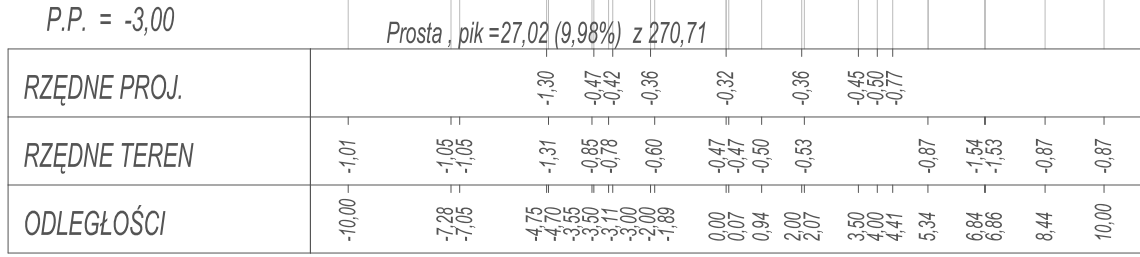 P.P. = -3,00
Prosta , pik =27,02 (9,98%) z 270,71
RZĘDNE PROJ. -1,30 -0,47 -0,42 -0,36 -0,32 -0,36 -0,45 -0,50 -0,77
RZĘDNE TEREN -1,01 -1,05 -1,05 -1,31 -0,85 -0,78 -0,60 -0,47 -0,47 -0,50 -0,53 -0,87 -1,54 -1,53 -0,87 -0,87
ODLEGŁOŚCI -10,00 -7,28 -7,05 -4,75 -4,70 -3,55 -3,50 -3,11 -3,00 -2,00 -1,89 0,00 0,07 0,94 2,00 2,07 3,50 4,00 4,41 5,34 6,84 6,86 8,44 10,00